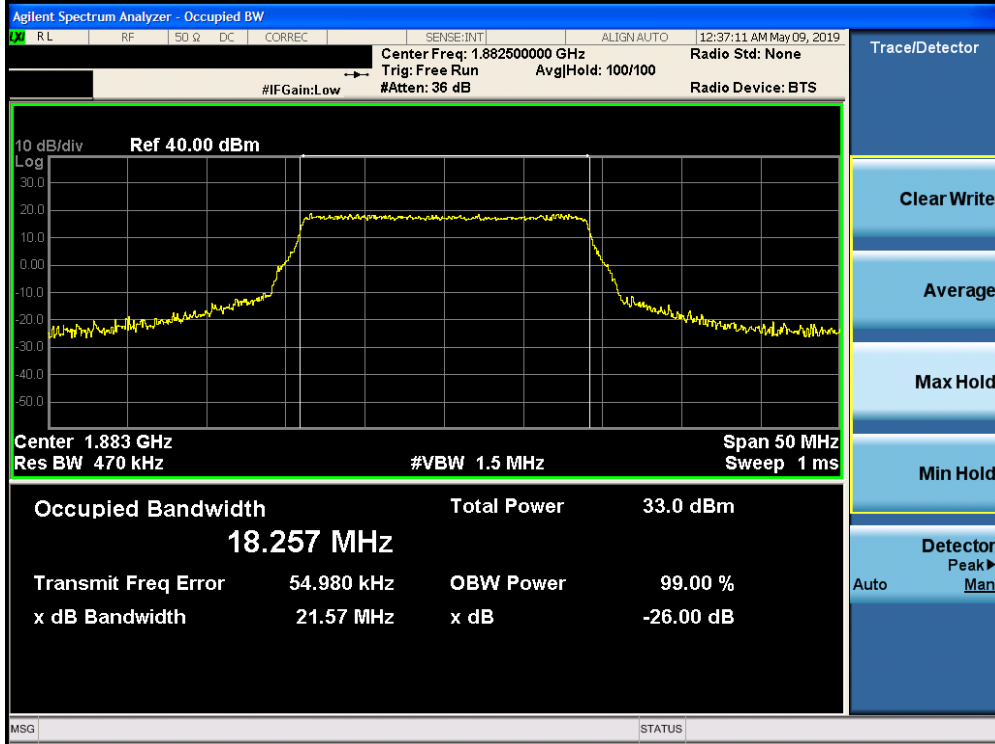 Agilent Spectrum Analyzer - Occupied BW
LXI RL RF 50 Ω DC CORREC SENSE:INT ALIGN AUTO 12:37:11 AM May 09, 2019
Center Freq: 1.882500000 GHz Radio Std: None
Trig: Free Run Avg|Hold: 100/100
#IFGain:Low #Atten: 36 dB Radio Device: BTS
Trace/Detector
10 dB/div Ref 40.00 dBm
Log
30.0
20.0
10.0
0.00
-10.0
-20.0
-30.0
-40.0
-50.0
Center 1.883 GHz Span 50 MHz
Res BW 470 kHz #VBW 1.5 MHz Sweep 1 ms
Occupied Bandwidth Total Power 33.0 dBm
18.257 MHz
Transmit Freq Error 54.980 kHz OBW Power 99.00 %
x dB Bandwidth 21.57 MHz x dB -26.00 dB
Clear Write
Average
Max Hold
Min Hold
Detector
Peak▶
Auto Man
MSG STATUS